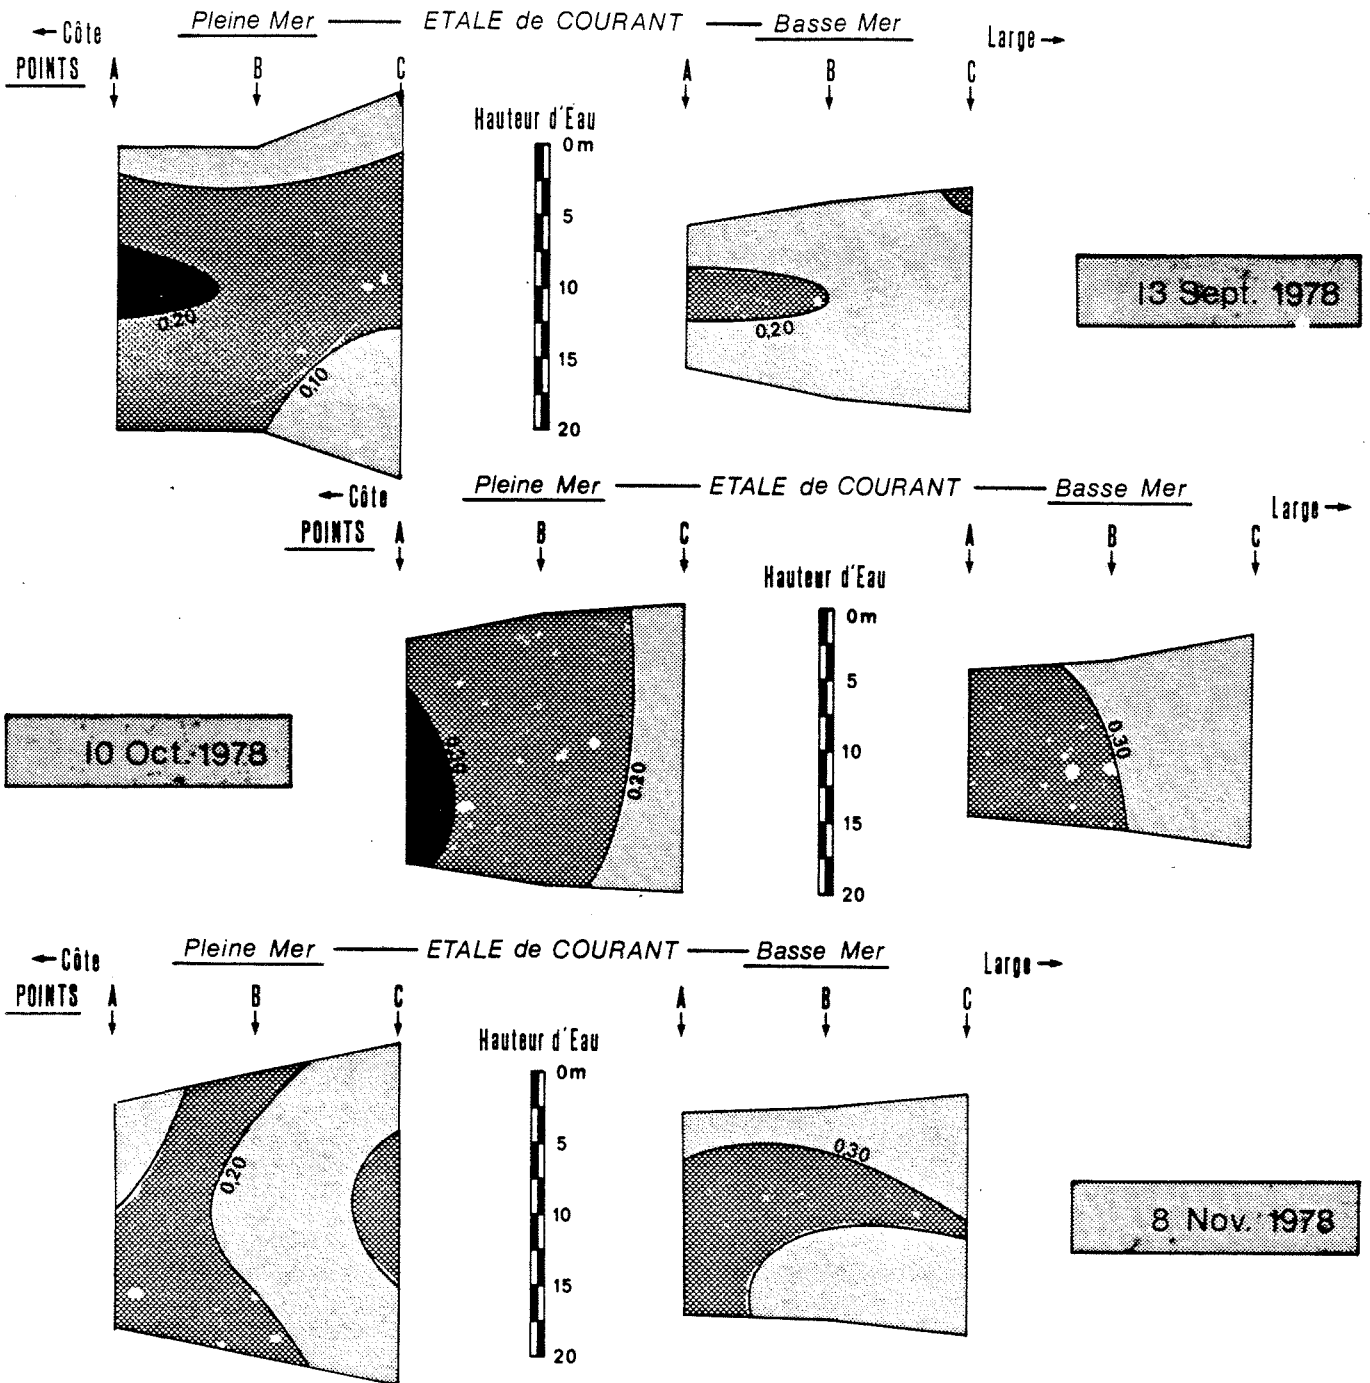 ←Côte Pleine Mer — ETALE de COURANT — Basse Mer Large→
POINTS A B C A B C
Hauteur d'Eau
0m
5
10
15
20
0,20
0,10
0,20
13 Sept. 1978
←Côte Pleine Mer — ETALE de COURANT — Basse Mer Large→
POINTS A B C A B C
Hauteur d'Eau
0m
5
10
15
20
0,20
0,30
10 Oct. 1978
←Côte Pleine Mer — ETALE de COURANT — Basse Mer Large→
POINTS A B C A B C
Hauteur d'Eau
0m
5
10
15
20
0,20
0,30
8 Nov. 1978